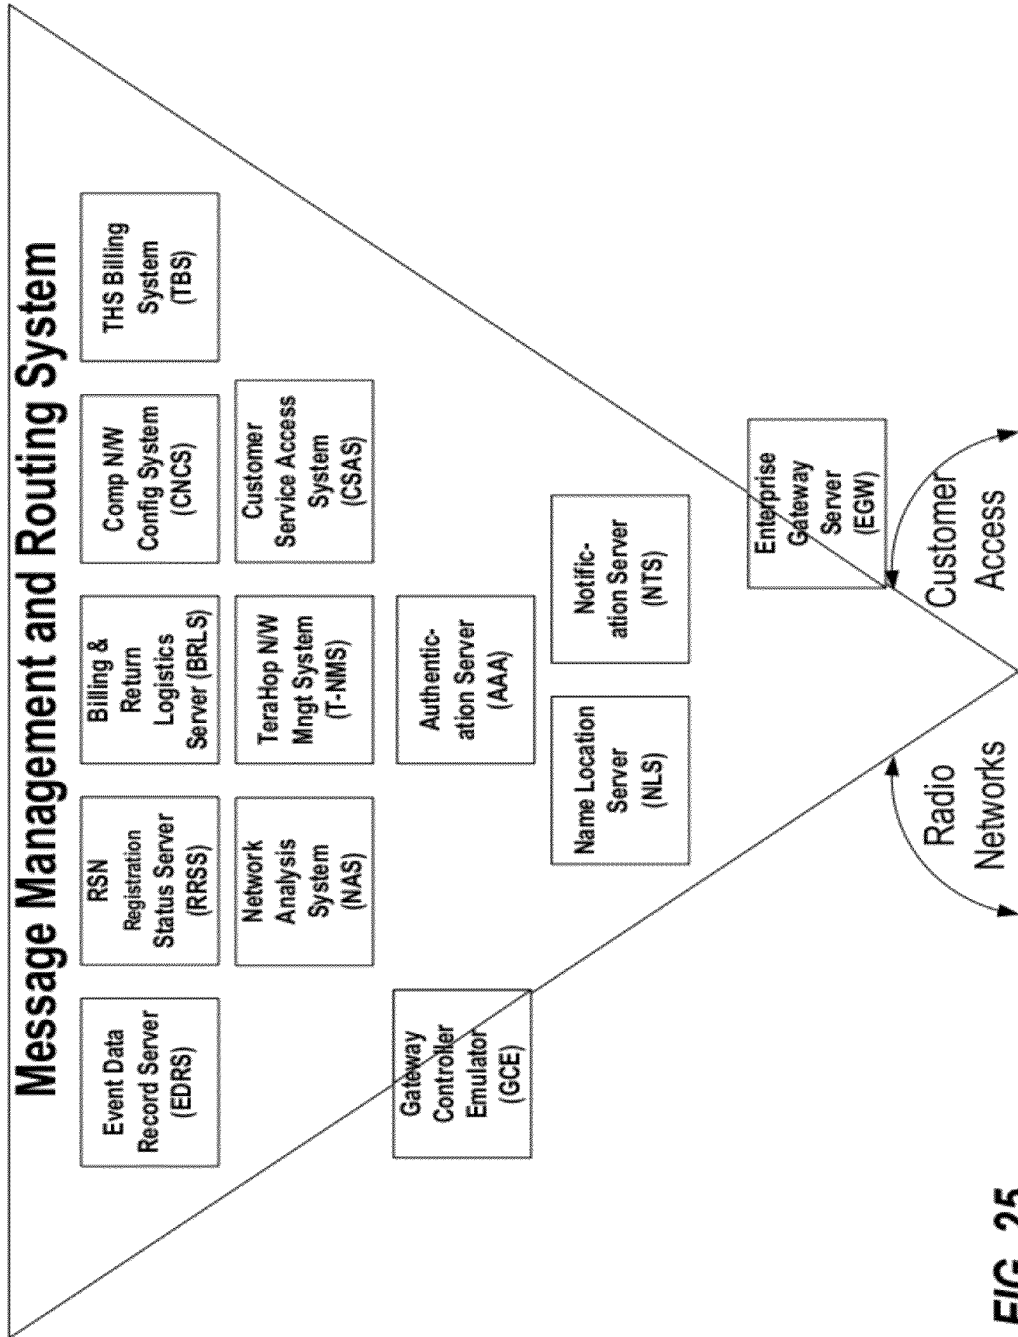 Message Management and Routing System
Event Data
Record Server
(EDRS)
RSN
Registration
Status Server
(RRSS)
Billing &
Return
Logistics
Server (BRLS)
Comp N/W
Config System
(CNCS)
THS Billing
System
(TBS)
Network
Analysis
System
(NAS)
TeraHop N/W
Mngt System
(T-NMS)
Customer
Service Access
System
(CSAS)
Gateway
Controller
Emulator
(GCE)
Authentic-
ation Server
(AAA)
Name Location
Server
(NLS)
Notific-
ation Server
(NTS)
Enterprise
Gateway
Server
(EGW)
Radio
Networks
Customer
Access
FIG. 25